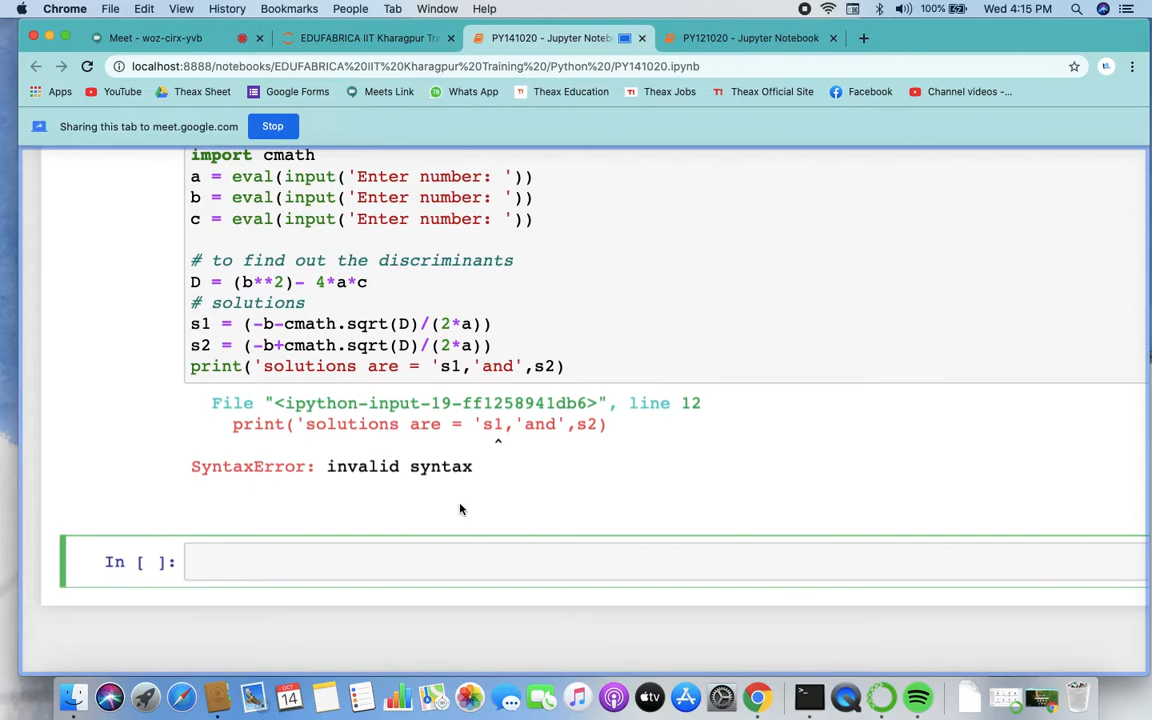 Chrome File Edit View History Bookmarks People Tab Window Help 100% Wed 4:15 PM
Meet - woz-cirx-yvb EDUFABRICA IIT Kharagpur Tra PY141020 - Jupyter Noteb PY121020 - Jupyter Notebook
localhost:8888/notebooks/EDUFABRICA%20IIT%20Kharagpur%20Training%20/Python%20/PY141020.ipynb
Apps YouTube Theax Sheet Google Forms Meets Link Whats App Theax Education Theax Jobs Theax Official Site Facebook Channel videos -...
Sharing this tab to meet.google.com Stop
import cmath
a = eval(input('Enter number: '))
b = eval(input('Enter number: '))
c = eval(input('Enter number: '))
# to find out the discriminants
D = (b**2)- 4*a*c
# solutions
s1 = (-b-cmath.sqrt(D)/(2*a))
s2 = (-b+cmath.sqrt(D)/(2*a))
print('solutions are = 's1,'and',s2)
File "<ipython-input-19-ff1258941db6>", line 12
print('solutions are = 's1,'and',s2)
^
SyntaxError: invalid syntax
In [ ]:
OCT
14
tv